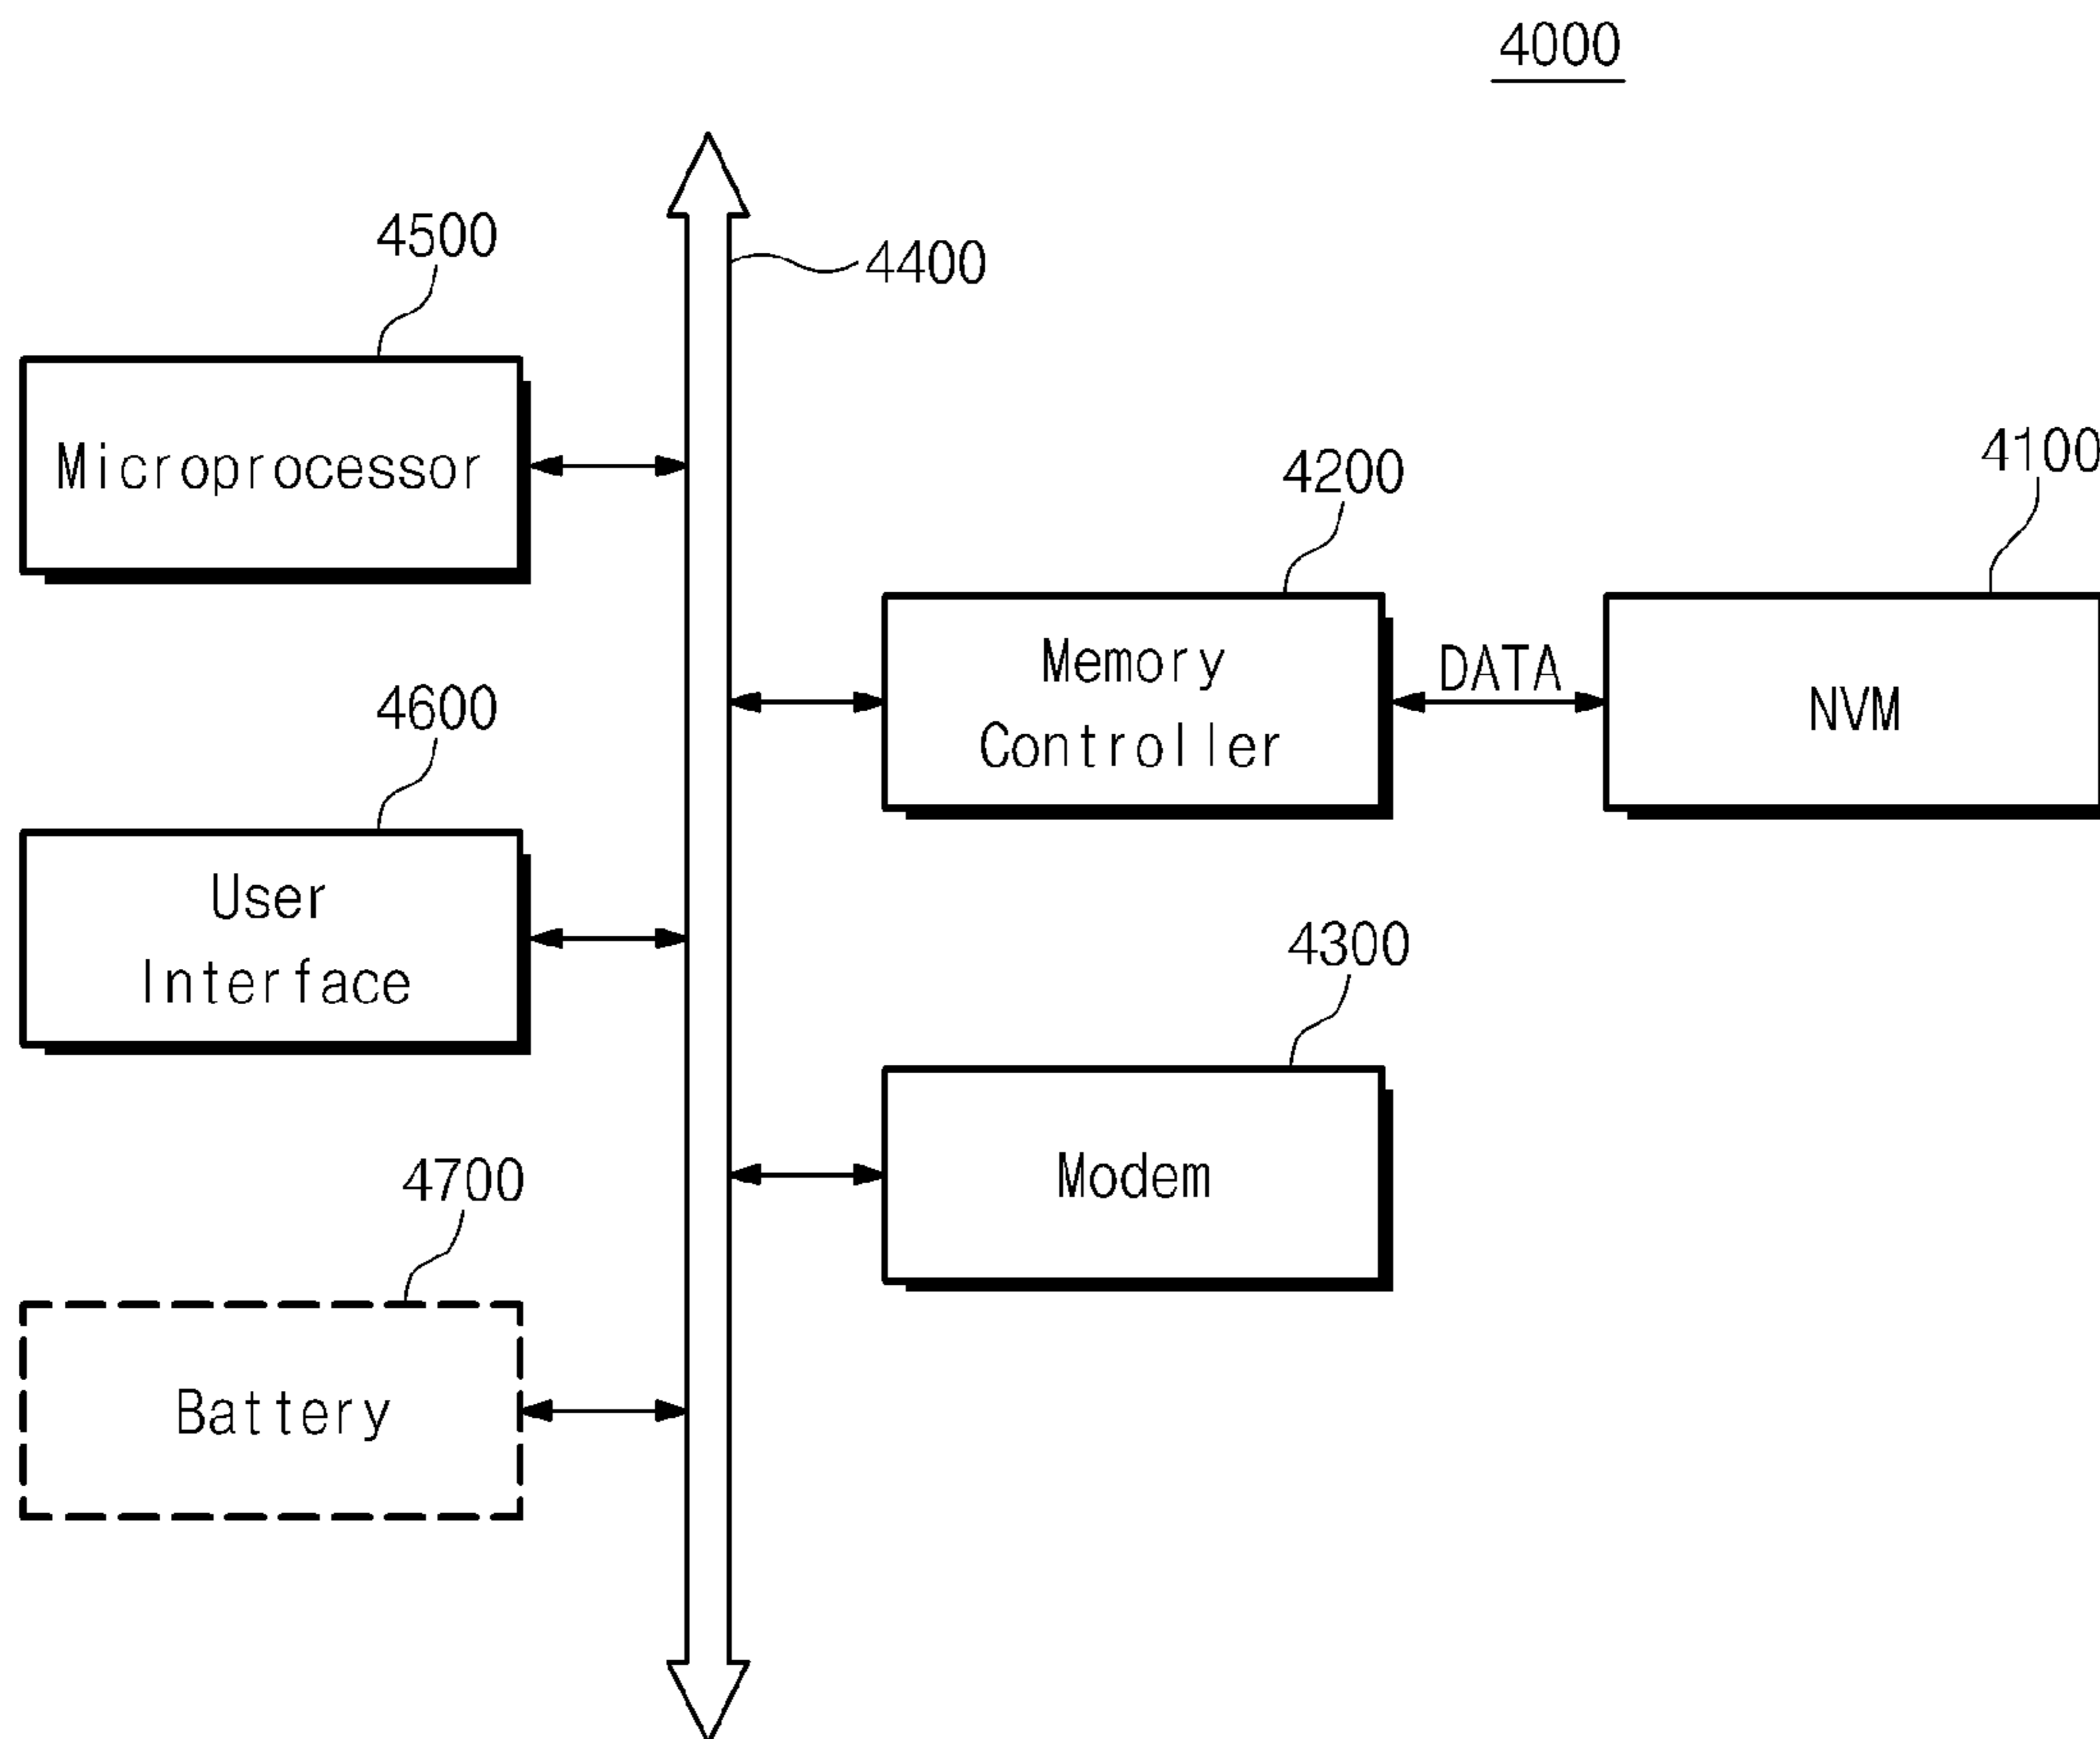 4000
4500
4400
Microprocessor
4200
4100
Memory
Controller
DATA
NVM
4600
User
Interface
4300
Modem
4700
Battery